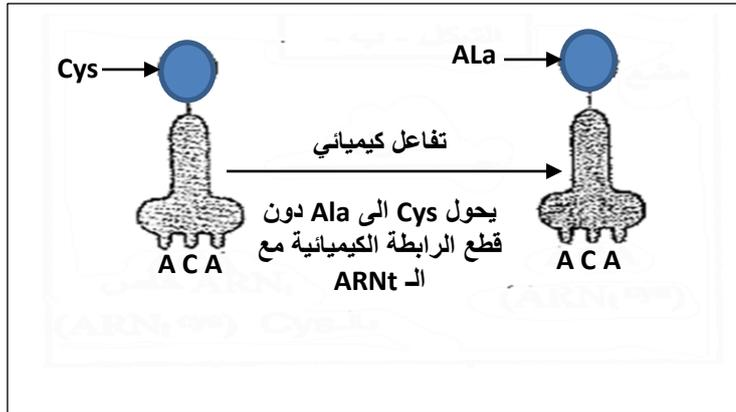 Cys
ALa
تفاعل كيميائي
يحول Cys الى Ala دون
قطع الرابطة الكيميائية مع
الـ ARNt
A C A
A C A